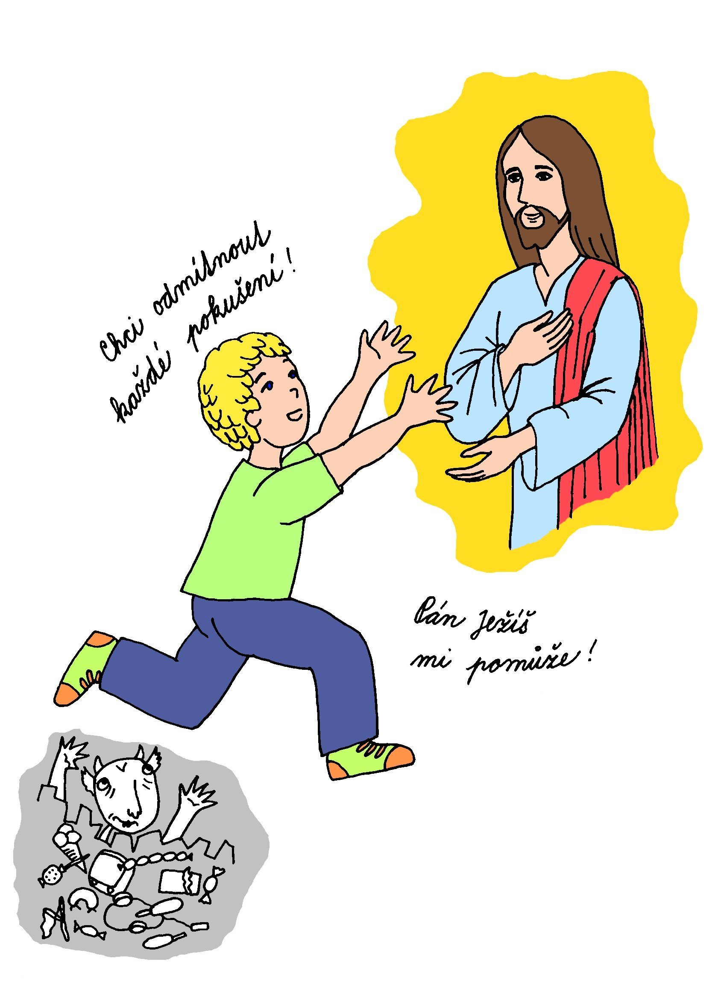 Chci odmítnout
každé pokušení!
Pán Ježíš
mi pomůže!